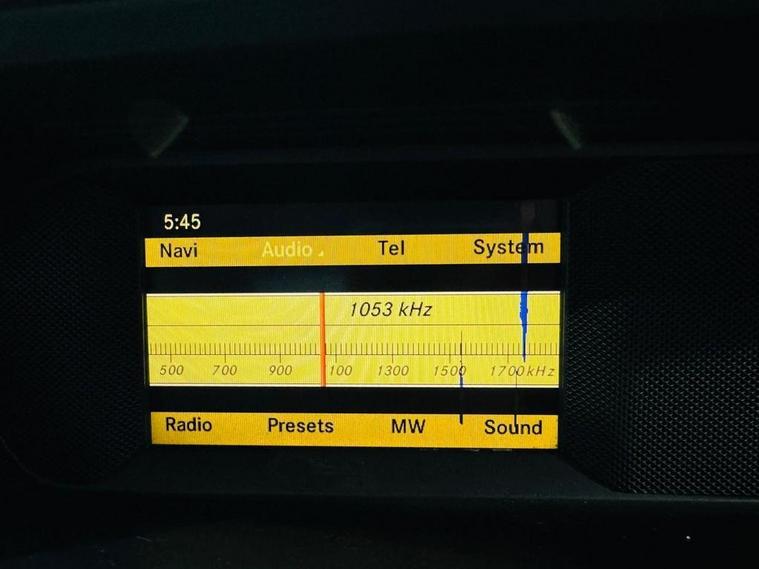 5:45
Navi Audio Tel System
1053 kHz
500 700 900 100 1300 1500 1700 kHz
Radio Presets MW Sound